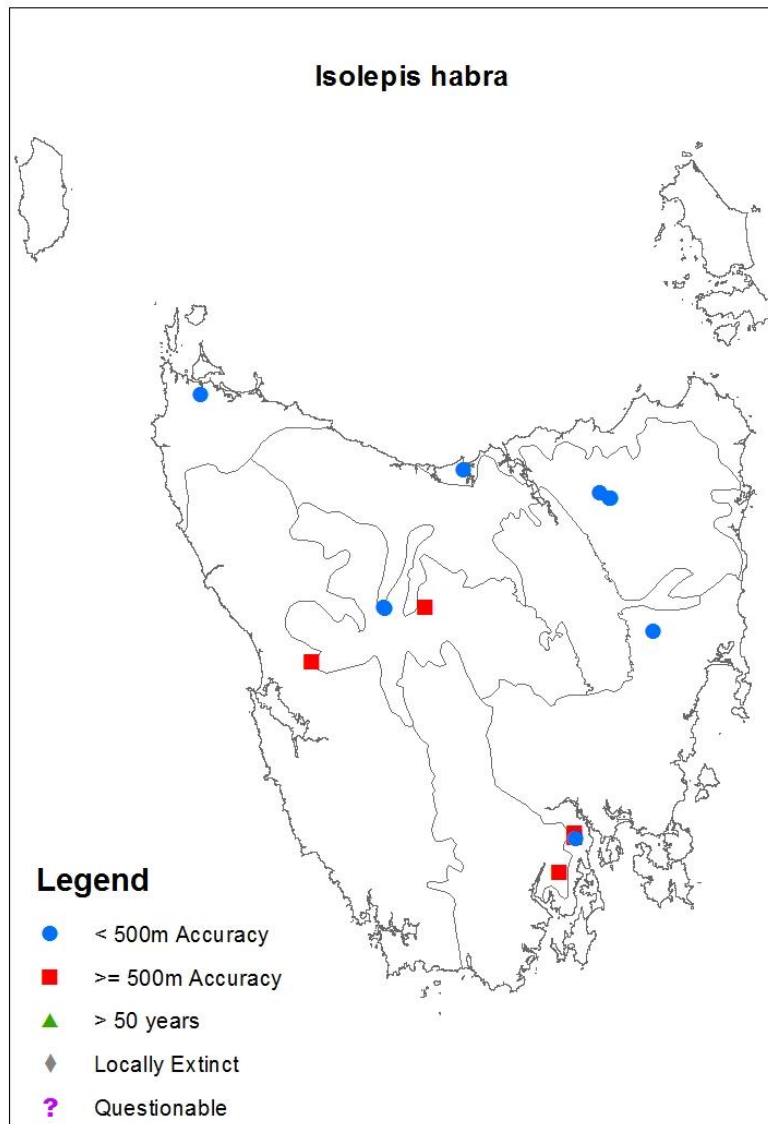 Isolepis habra
Legend
< 500m Accuracy
>= 500m Accuracy
> 50 years
Locally Extinct
? Questionable